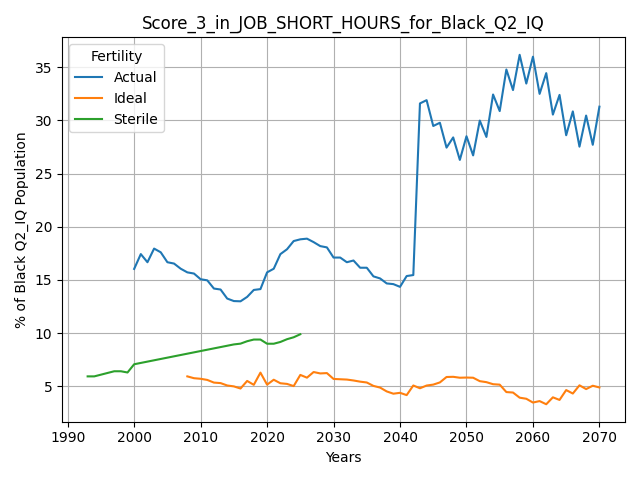 Score_3_in_JOB_SHORT_HOURS_for_Black_Q2_IQ
% of Black Q2_IQ Population
Fertility
Actual
Ideal
Sterile
35
30
25
20
15
10
5
1990 2000 2010 2020 2030 2040 2050 2060 2070
Years